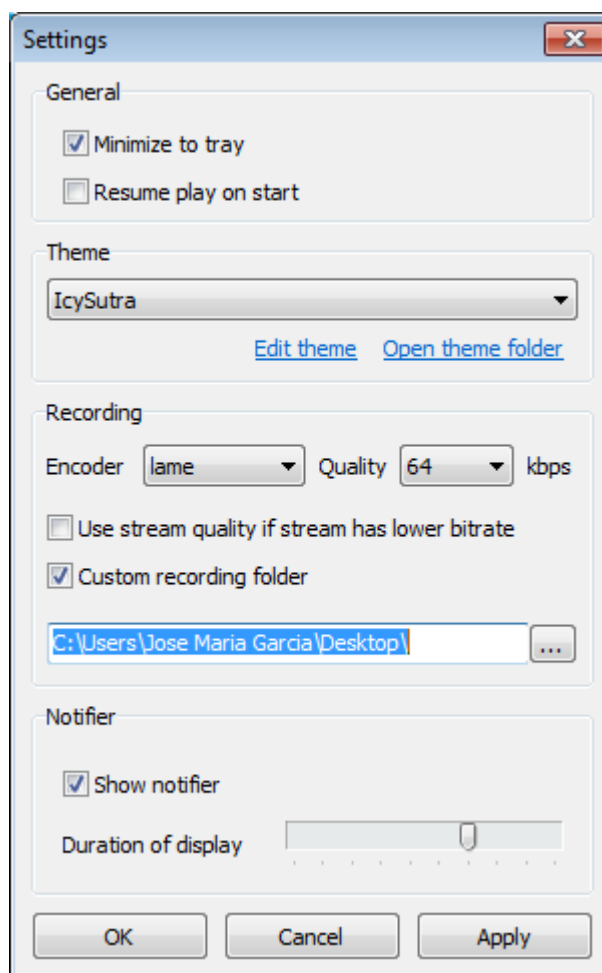 Settings
General
Minimize to tray
Resume play on start
Theme
IcySutra
Edit theme Open theme folder
Recording
Encoder lame Quality 64 kbps
Use stream quality if stream has lower bitrate
Custom recording folder
C:\Users\Jose Maria Garcia\Desktop\ ...
Notifier
Show notifier
Duration of display
OK Cancel Apply